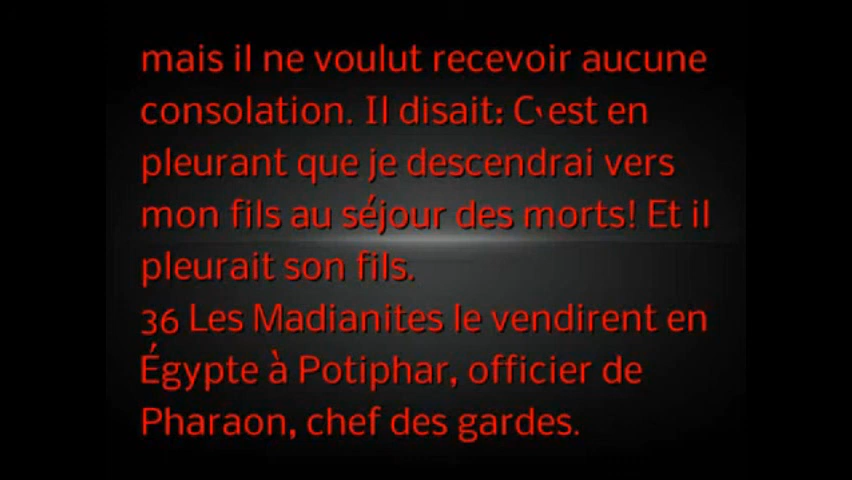 mais il ne voulut recevoir aucune
consolation. Il disait: C'est en
pleurant que je descendrai vers
mon fils au séjour des morts! Et il
pleurait son fils.
36 Les Madianites le vendirent en
Égypte à Potiphar, officier de
Pharaon, chef des gardes.